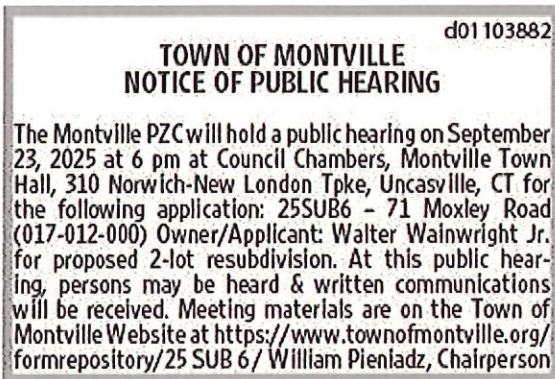 d01103882
TOWN OF MONTVILLE
NOTICE OF PUBLIC HEARING
The Montville PZC will hold a public hearing on September
23, 2025 at 6 pm at Council Chambers, Montville Town
Hall, 310 Norwich-New London Tpke, Uncasville, CT for
the following application: 25SUB6 – 71 Moxley Road
(017-012-000) Owner/Applicant: Walter Wainwright Jr.
for proposed 2-lot resubdivision. At this public hear-
ing, persons may be heard & written communications
will be received. Meeting materials are on the Town of
Montville Website at https://www.townofmontville.org/
formrepository/25 SUB 6/ William Pieniadz, Chairperson